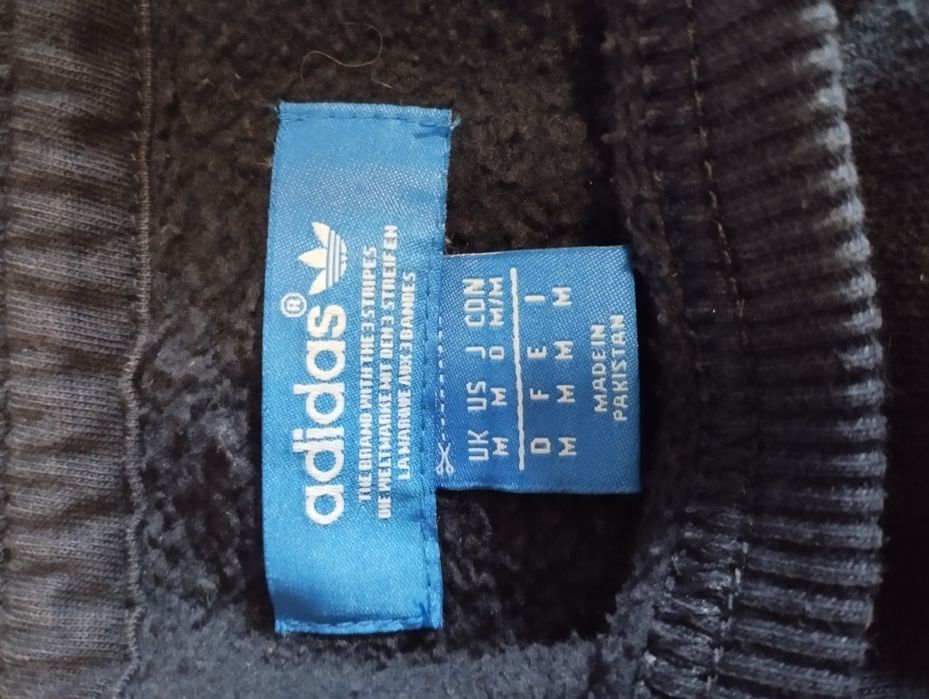 adidas®
THE BRAND WITH THE 3 STRIPES
DIE WELTMARKE MIT DEN 3 STREIFEN
LA MARQUE AUX 3 BANDES
UK US J CDN
M M O M/M
D F E I
M M M M
MADE IN
PAKISTAN